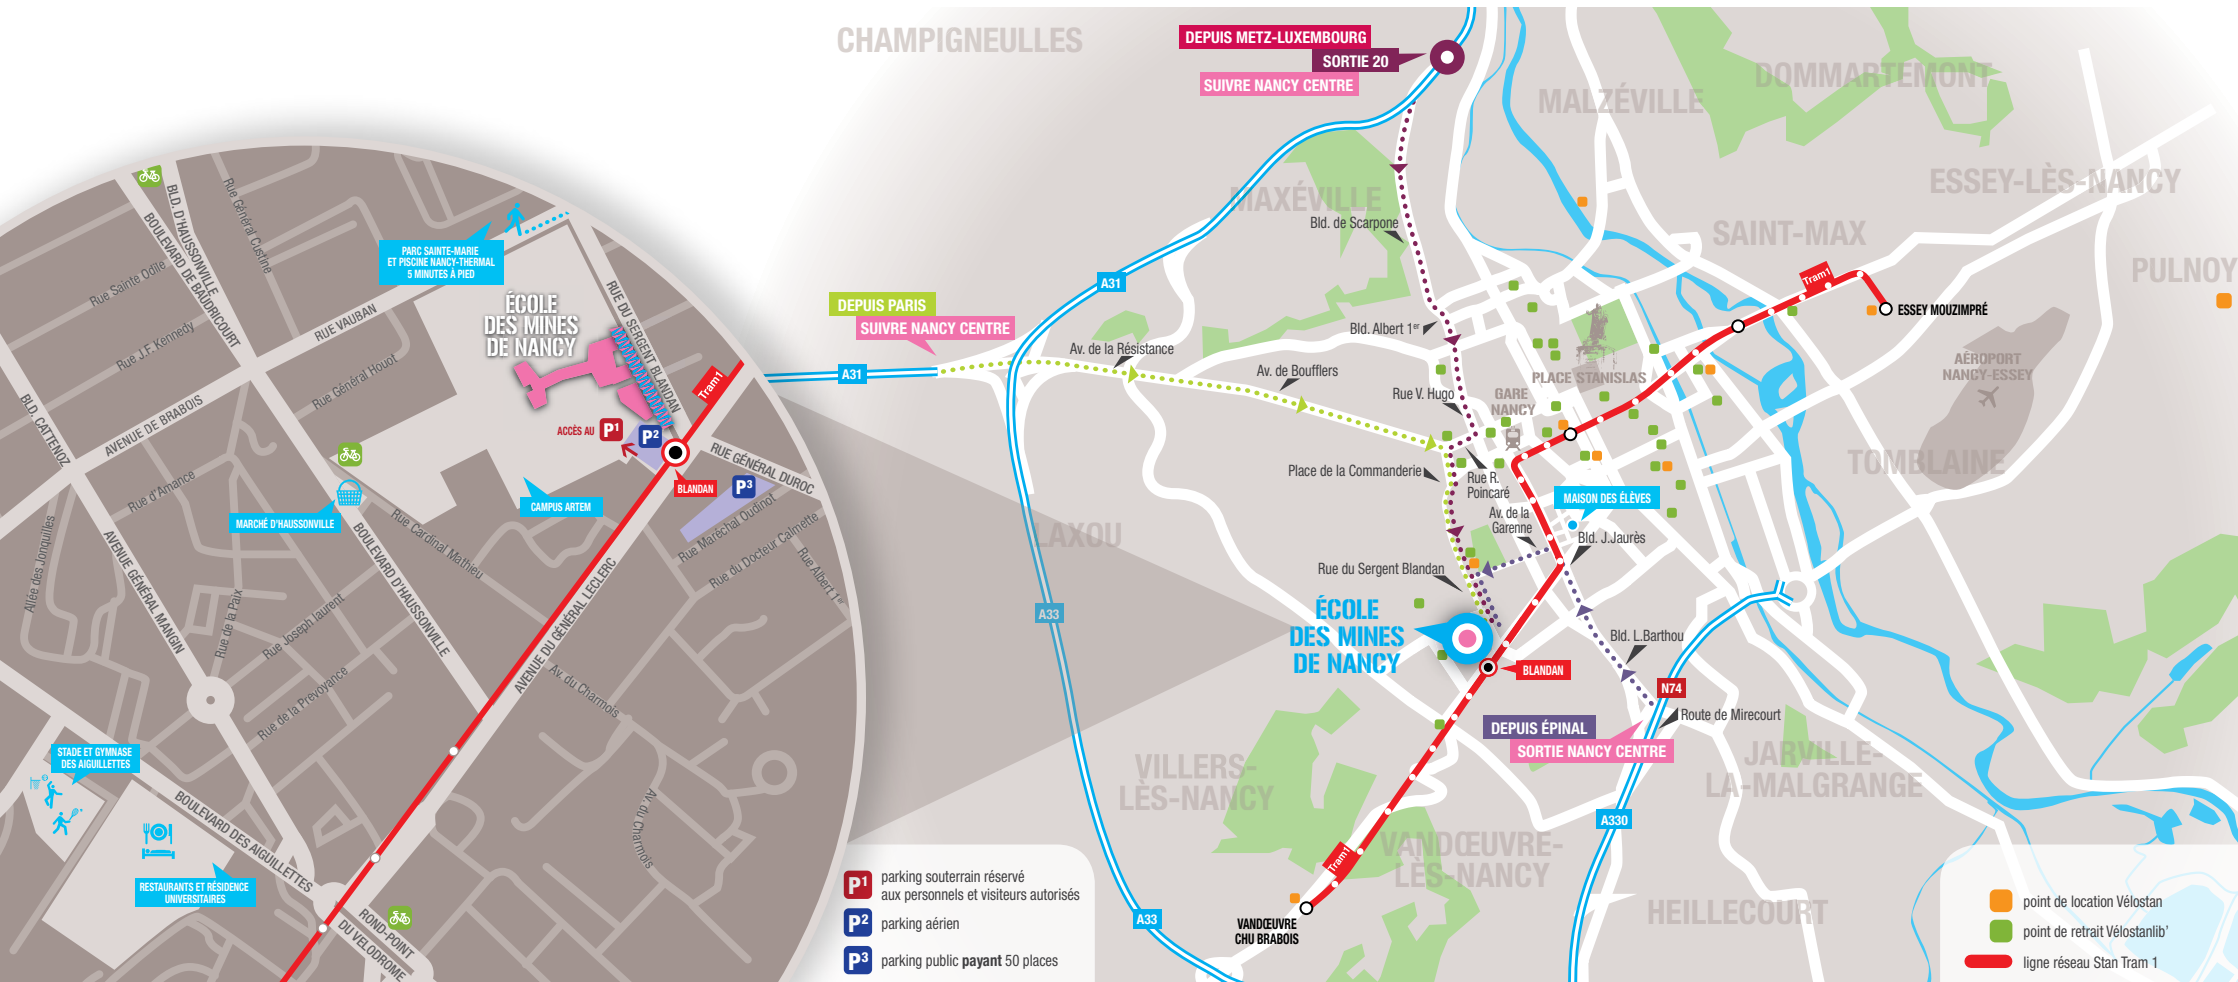 CHAMPIGNEULLES
DEPUIS METZ-LUXEMBOURG
SORTIE 20
SUIVRE NANCY CENTRE
MALZÉVILLE
DOMMARTEMONT
ESSEY-LÈS-NANCY
SAINT-MAX
PULNOY
MAXÉVILLE
Bld. de Scarpone
A31
DEPUIS PARIS
SUIVRE NANCY CENTRE
A31
Av. de la Résistance
Bld. Albert 1er
Av. de Boufflers
Rue V. Hugo
GARE
NANCY
PLACE STANISLAS
Tram1
ESSEY MOUZIMPRÉ
AÉROPORT
NANCY-ESSEY
TOMBLAINE
Place de la Commanderie
Rue R.
Poincaré
MAISON DES ÉLÈVES
Av. de la
Garenne
Bld. J.Jaurès
LAXOU
Rue du Sergent Blandan
A33
ÉCOLE
DES MINES
DE NANCY
BLANDAN
Bld. L.Barthou
N74
Route de Mirecourt
DEPUIS ÉPINAL
SORTIE NANCY CENTRE
VILLERS-
LÈS-NANCY
JARVILLE-
LA-MALGRANGE
A330
VANDŒUVRE-
LÈS-NANCY
Tram1
HEILLECOURT
A33
VANDŒUVRE
CHU BRABOIS
BLD. D'HAUSSONVILLE
BOULEVARD DE BAUDRICOURT
Rue Général Custine
PARC SAINTE-MARIE
ET PISCINE NANCY-THERMAL
5 MINUTES À PIED
Rue Sainte Odile
Rue J.F. Kennedy
RUE VAUBAN
ÉCOLE
DES MINES
DE NANCY
RUE DU SERGENT BLANDAN
Rue Général Houot
Tram1
BLD. CATTENOZ
AVENUE DE BRABOIS
ACCÈS AU
P1
P2
RUE GÉNÉRAL DUROC
BLANDAN
P3
Rue d'Amance
MARCHÉ D'HAUSSONVILLE
CAMPUS ARTEM
Rue Cardinal Mathieu
Rue Maréchal Oudinot
Rue du Docteur Calmette
Rue Albert 1er
Allée des Jonquilles
AVENUE GÉNÉRAL MANGIN
BOULEVARD D'HAUSSONVILLE
Rue de la Paix
Rue Joseph laurent
AVENUE DU GÉNÉRAL LECLERC
Rue de la Prevoyance
Av. du Charmois
Av. du Charmois
STADE ET GYMNASE
DES AIGUILLETTES
BOULEVARD DES AIGUILLETTES
RESTAURANTS ET RÉSIDENCE
UNIVERSITAIRES
ROND-POINT
DU VELODROME
P1 parking souterrain réservé
aux personnels et visiteurs autorisés
P2 parking aérien
P3 parking public payant 50 places
point de location Vélostan
point de retrait Vélostanlib'
ligne réseau Stan Tram 1